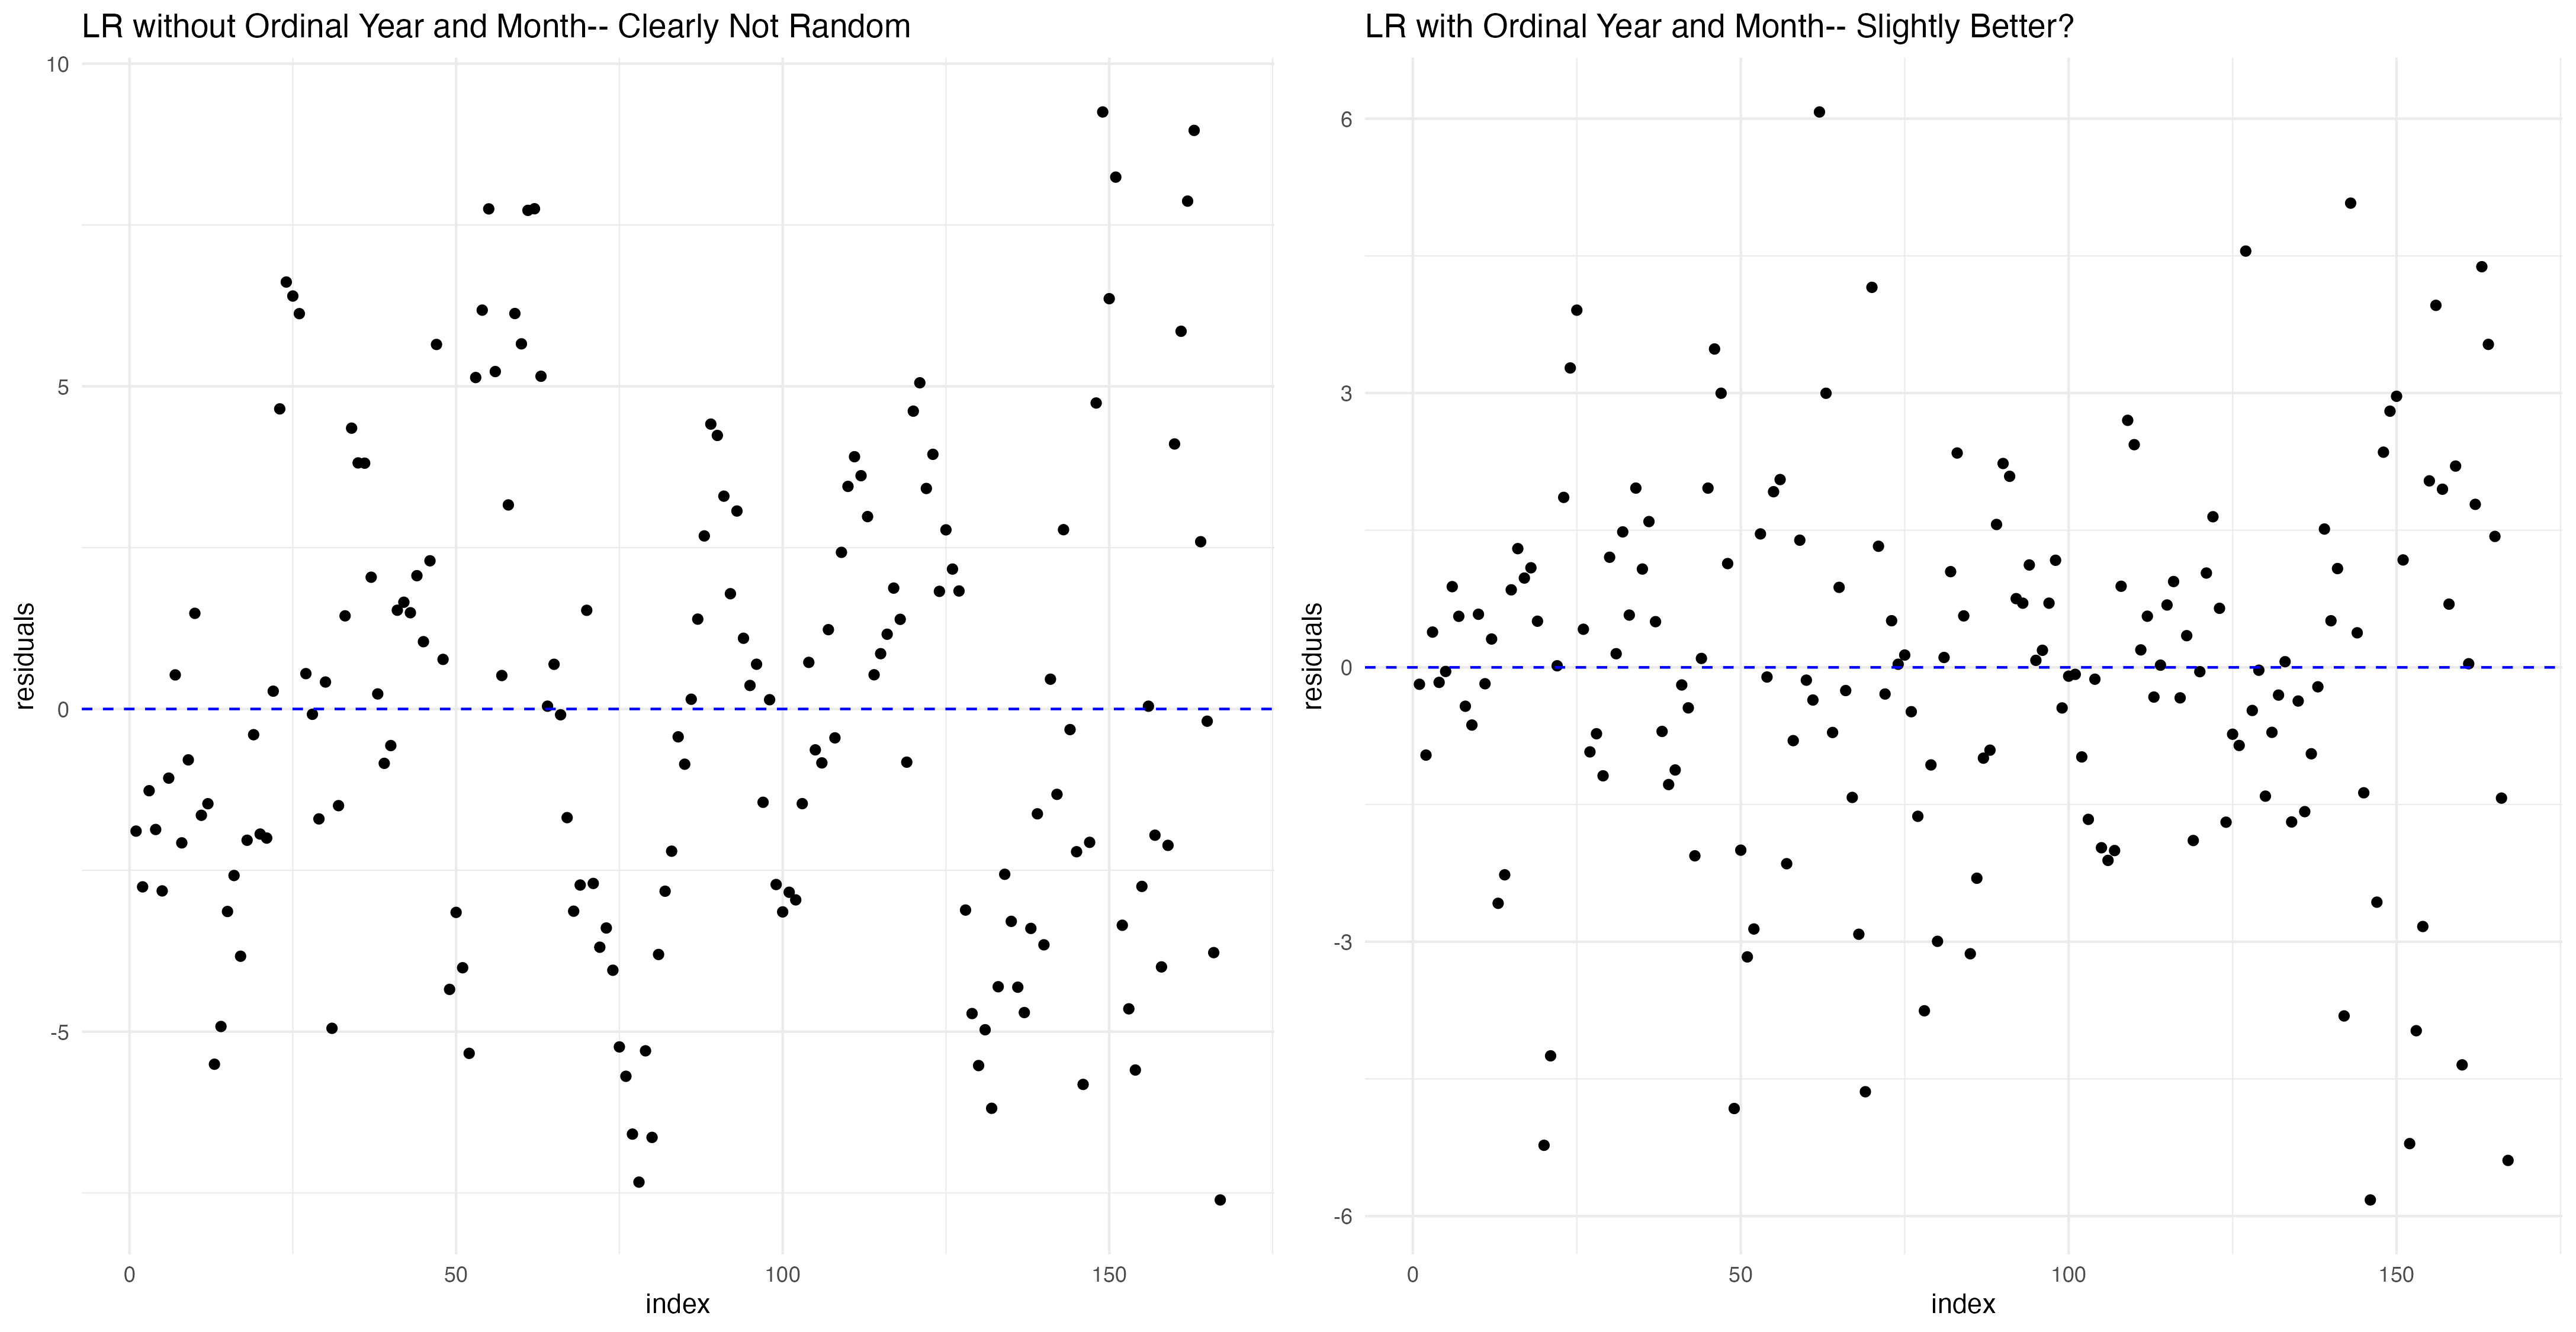 LR without Ordinal Year and Month-- Clearly Not Random
10
5
0
-5
residuals
0
50
100
150
index
LR with Ordinal Year and Month-- Slightly Better?
6
3
0
-3
-6
residuals
0
50
100
150
index